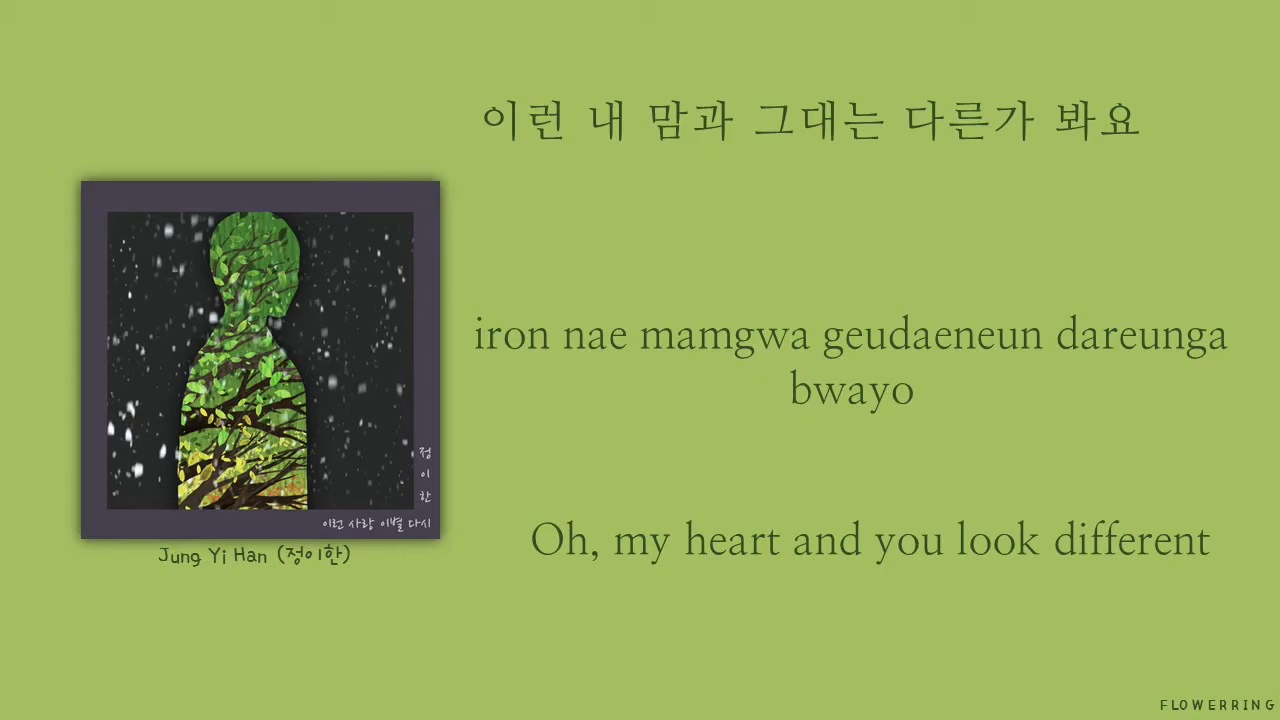 이런 내 맘과 그대는 다른가 봐요
iron nae mamgwa geudaeneun dareunga
bwayo
Oh, my heart and you look different
정
이
한
이런 사랑 이별 다시
Jung Yi Han (정이한)
FLOWERRING